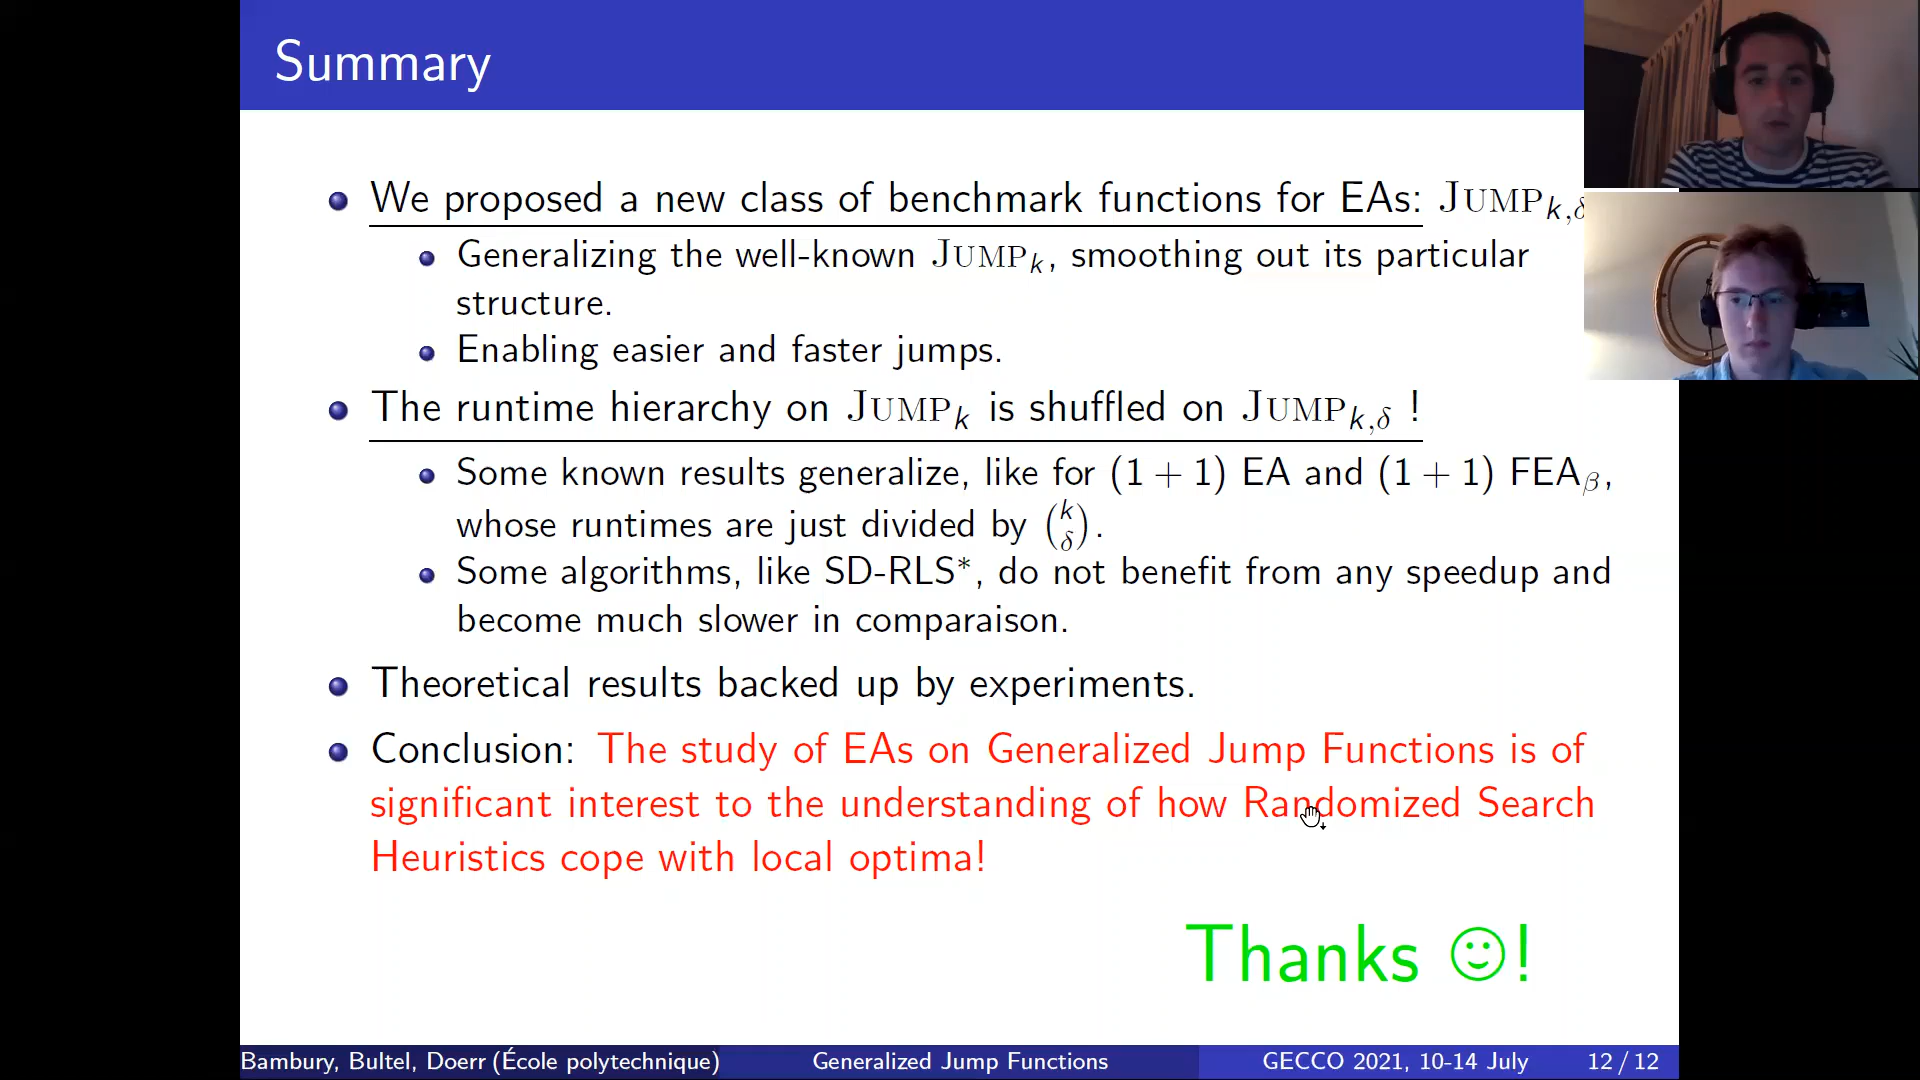 Summary
We proposed a new class of benchmark functions for EAs: JUMPₖ,δ
Generalizing the well-known JUMPₖ, smoothing out its particular
structure.
Enabling easier and faster jumps.
The runtime hierarchy on JUMPₖ is shuffled on JUMPₖ,δ !
Some known results generalize, like for (1 + 1) EA and (1 + 1) FEAᵦ,
whose runtimes are just divided by (k δ).
Some algorithms, like SD-RLS*, do not benefit from any speedup and
become much slower in comparaison.
Theoretical results backed up by experiments.
Conclusion: The study of EAs on Generalized Jump Functions is of
significant interest to the understanding of how Randomized Search
Heuristics cope with local optima!
Thanks ☺!
Bambury, Bultel, Doerr (École polytechnique) Generalized Jump Functions GECCO 2021, 10-14 July 12 / 12